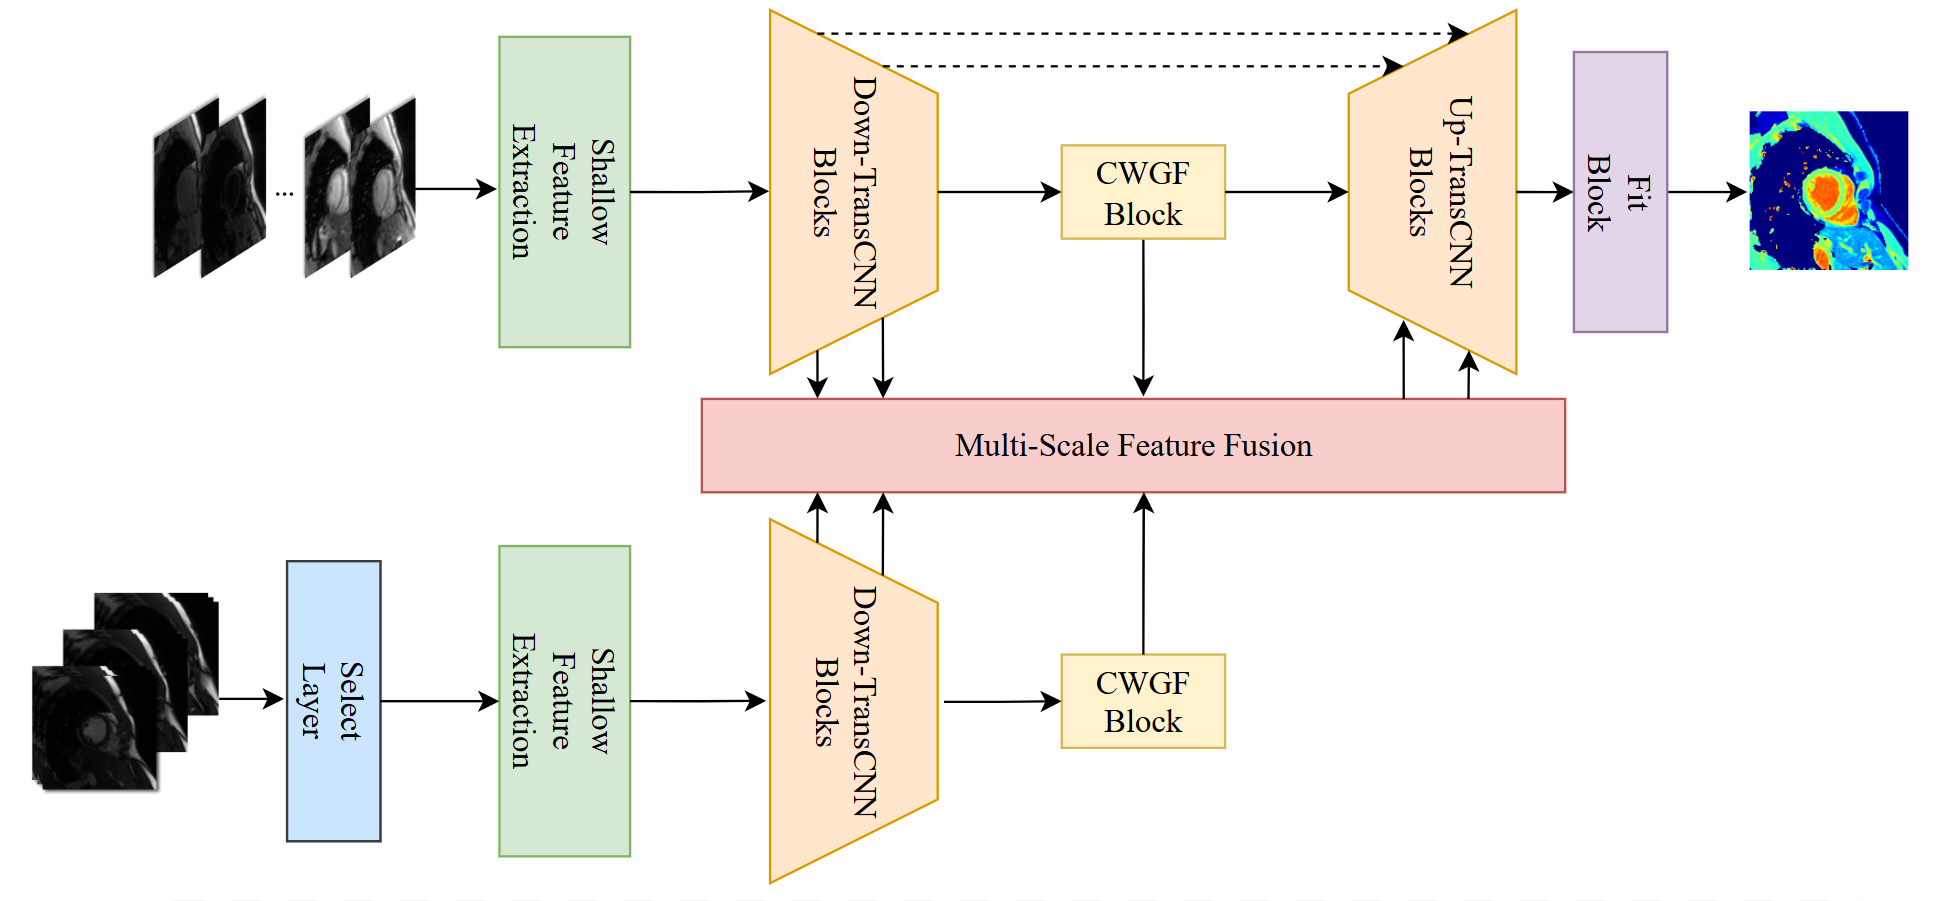 Shallow
Feature
Extraction
Down-TransCNN
Blocks
CWGF
Block
Up-TransCNN
Blocks
Fit
Block
...
Multi-Scale Feature Fusion
Select
Layer
Shallow
Feature
Extraction
Down-TransCNN
Blocks
CWGF
Block